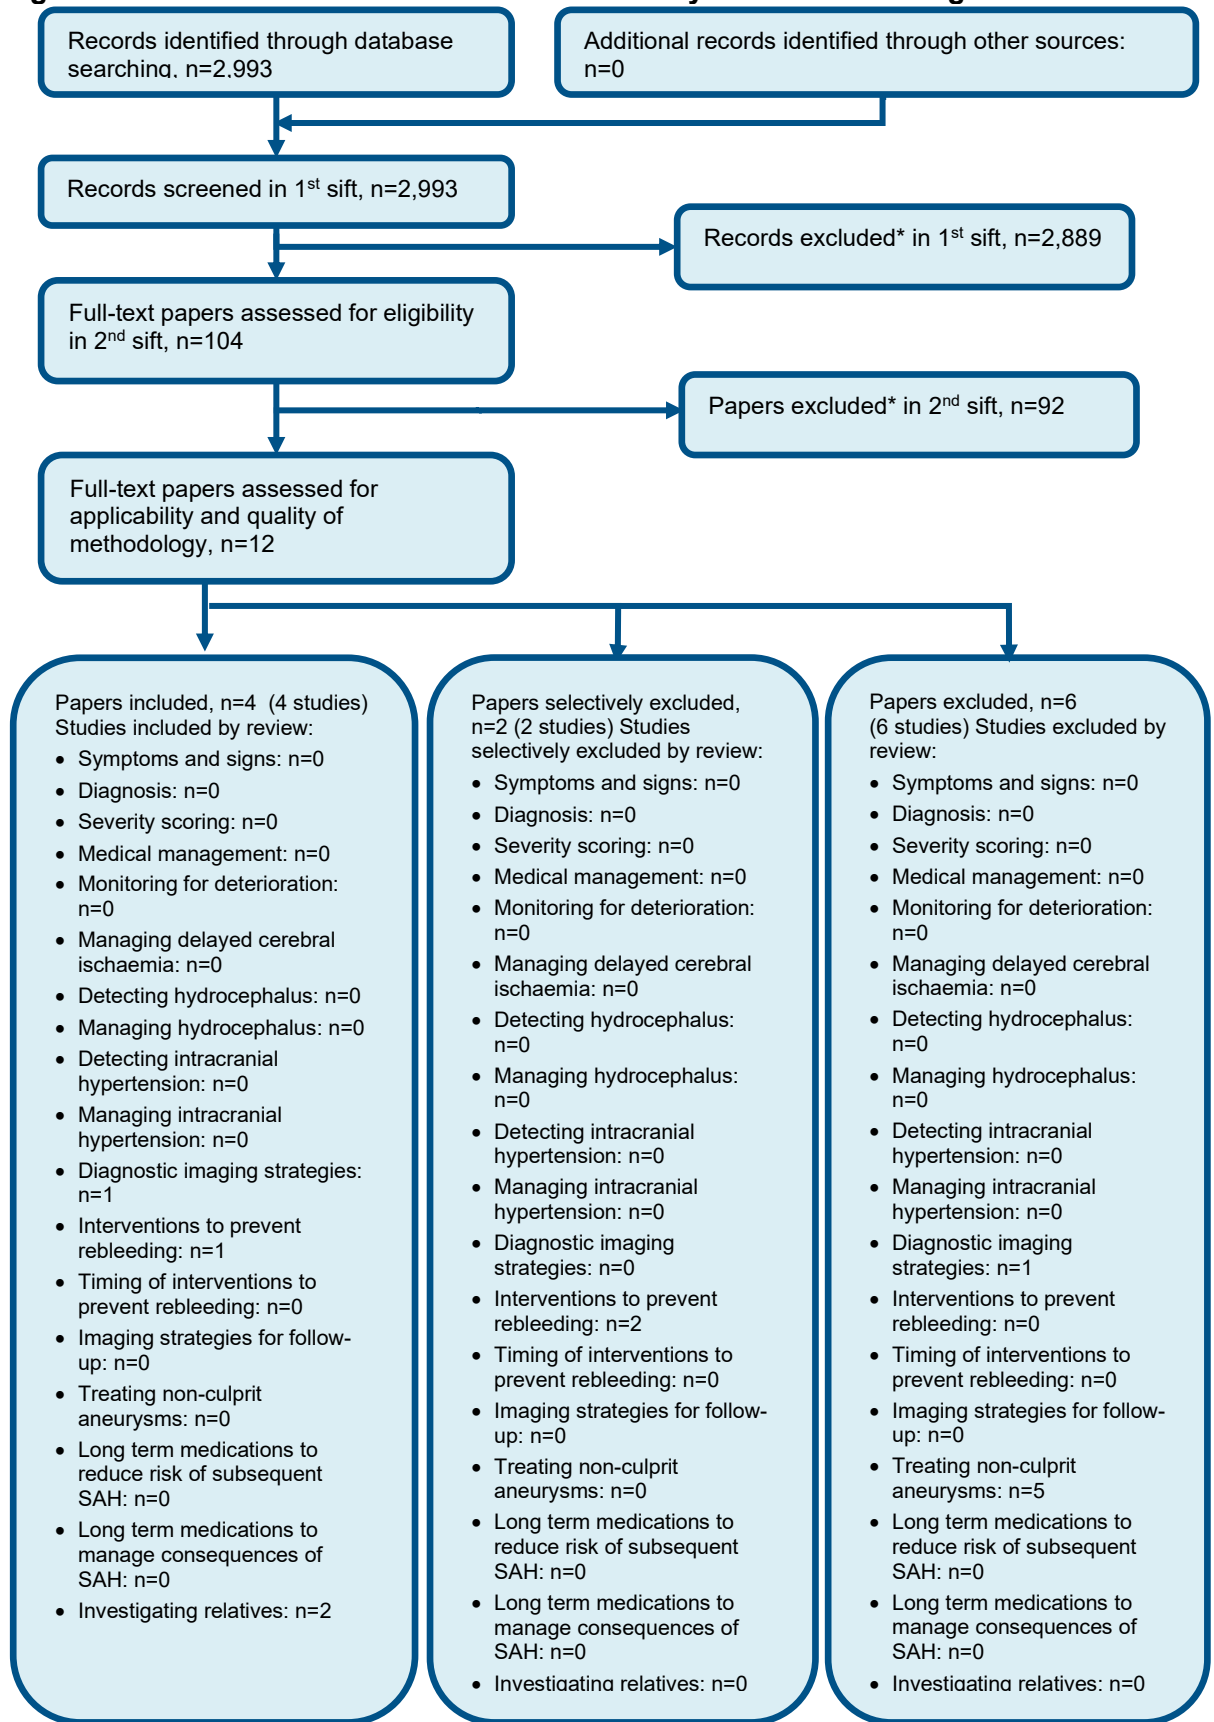 Records identified through database
searching, n=2,993
Additional records identified through other sources:
n=0
Records screened in 1st sift, n=2,993
Records excluded* in 1st sift, n=2,889
Full-text papers assessed for eligibility
in 2nd sift, n=104
Papers excluded* in 2nd sift, n=92
Full-text papers assessed for
applicability and quality of
methodology, n=12
Papers included, n=4 (4 studies)
Studies included by review:
• Symptoms and signs: n=0
• Diagnosis: n=0
• Severity scoring: n=0
• Medical management: n=0
• Monitoring for deterioration:
n=0
• Managing delayed cerebral
ischaemia: n=0
• Detecting hydrocephalus: n=0
• Managing hydrocephalus: n=0
• Detecting intracranial
hypertension: n=0
• Managing intracranial
hypertension: n=0
• Diagnostic imaging strategies:
n=1
• Interventions to prevent
rebleeding: n=1
• Timing of interventions to
prevent rebleeding: n=0
• Imaging strategies for follow-
up: n=0
• Treating non-culprit
aneurysms: n=0
• Long term medications to
reduce risk of subsequent
SAH: n=0
• Long term medications to
manage consequences of
SAH: n=0
• Investigating relatives: n=2
Papers selectively excluded,
n=2 (2 studies) Studies
selectively excluded by review:
• Symptoms and signs: n=0
• Diagnosis: n=0
• Severity scoring: n=0
• Medical management: n=0
• Monitoring for deterioration:
n=0
• Managing delayed cerebral
ischaemia: n=0
• Detecting hydrocephalus:
n=0
• Managing hydrocephalus:
n=0
• Detecting intracranial
hypertension: n=0
• Managing intracranial
hypertension: n=0
• Diagnostic imaging
strategies: n=0
• Interventions to prevent
rebleeding: n=2
• Timing of interventions to
prevent rebleeding: n=0
• Imaging strategies for follow-
up: n=0
• Treating non-culprit
aneurysms: n=0
• Long term medications to
reduce risk of subsequent
SAH: n=0
• Long term medications to
manage consequences of
SAH: n=0
• Investigating relatives: n=0
Papers excluded, n=6
(6 studies) Studies excluded by
review:
• Symptoms and signs: n=0
• Diagnosis: n=0
• Severity scoring: n=0
• Medical management: n=0
• Monitoring for deterioration:
n=0
• Managing delayed cerebral
ischaemia: n=0
• Detecting hydrocephalus:
n=0
• Managing hydrocephalus:
n=0
• Detecting intracranial
hypertension: n=0
• Managing intracranial
hypertension: n=0
• Diagnostic imaging
strategies: n=1
• Interventions to prevent
rebleeding: n=0
• Timing of interventions to
prevent rebleeding: n=0
• Imaging strategies for follow-
up: n=0
• Treating non-culprit
aneurysms: n=5
• Long term medications to
reduce risk of subsequent
SAH: n=0
• Long term medications to
manage consequences of
SAH: n=0
• Investigating relatives: n=0